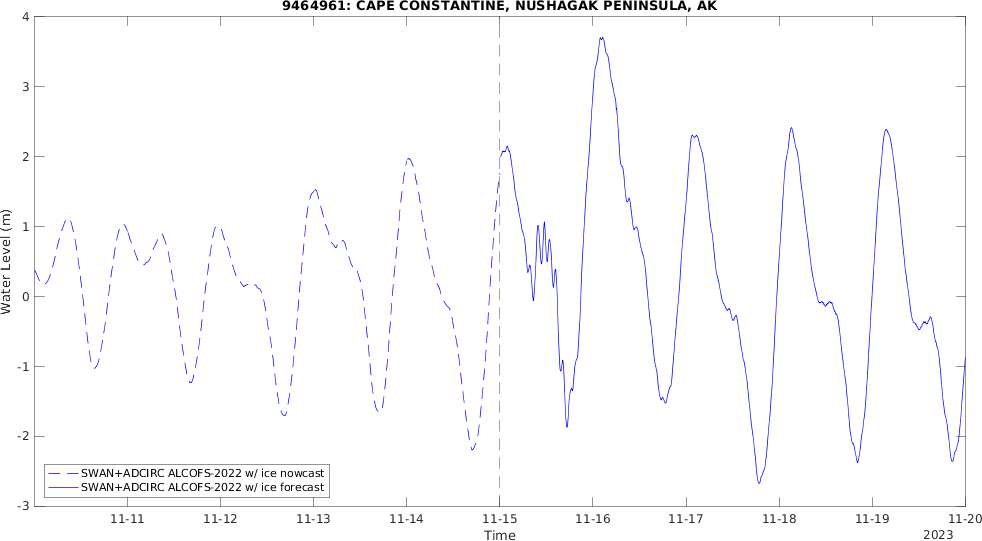 9464961: CAPE CONSTANTINE, NUSHAGAK PENINSULA, AK
4
3
2
1
0
-1
-2
-3
Water Level (m)
SWAN+ADCIRC ALCOFS-2022 w/ ice nowcast
SWAN+ADCIRC ALCOFS-2022 w/ ice forecast
11-11 11-12 11-13 11-14 11-15 11-16 11-17 11-18 11-19 11-20
Time
2023